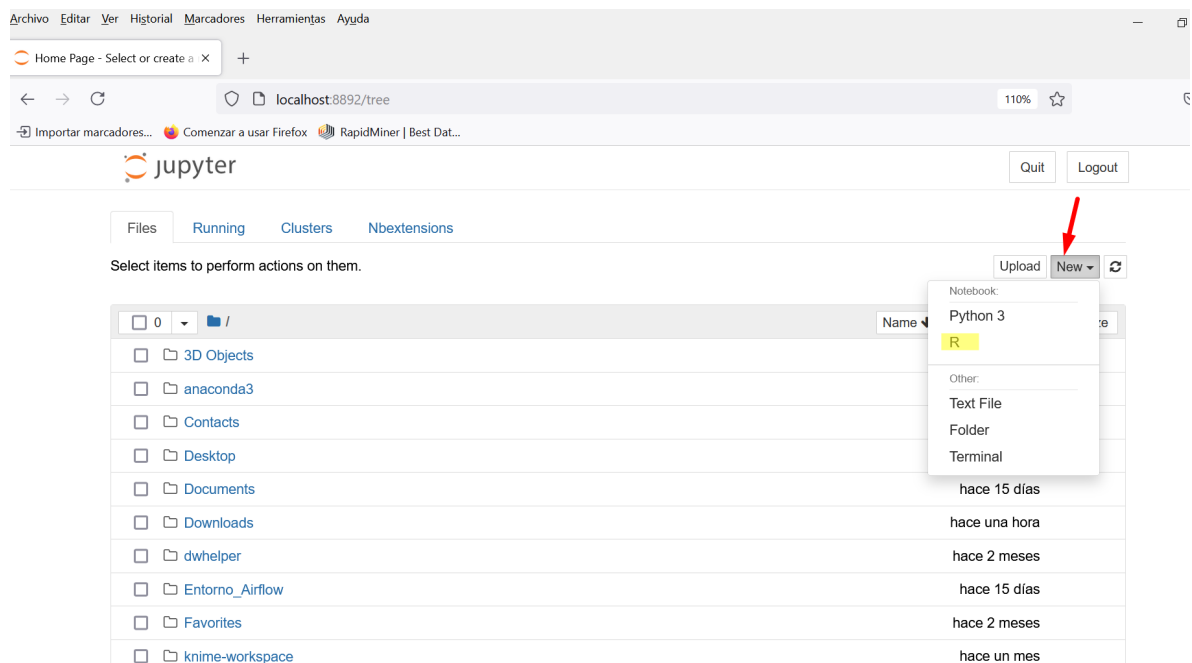 Archivo Editar Ver Historial Marcadores Herramientas Ayuda
Home Page - Select or create a
localhost:8892/tree 110%
Importar marcadores... Comenzar a usar Firefox RapidMiner | Best Dat...
jupyter Quit Logout
Files Running Clusters Nbextensions
Select items to perform actions on them. Upload New
Notebook:
Python 3
R
Other:
Text File
Folder
Terminal
0 / Name ze
3D Objects
anaconda3
Contacts
Desktop
Documents hace 15 días
Downloads hace una hora
dwhelper hace 2 meses
Entorno_Airflow hace 15 días
Favorites hace 2 meses
knime-workspace hace un mes